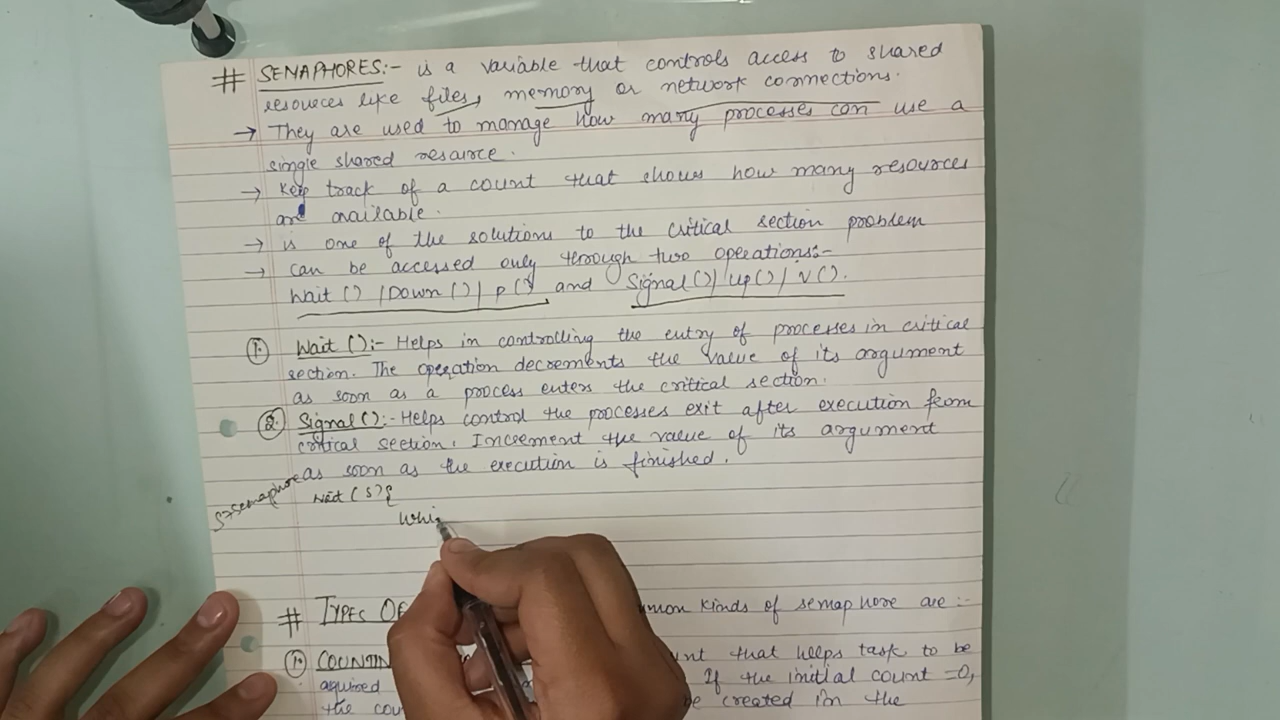 # SEMAPHORES:- is a variable that controls access to shared
resources like files, memory or network connections.
→ They are used to manage how many processes can use a
single shared resource.
→ Keep track of a count that shows how many resources
are available.
→ is one of the solutions to the critical section problem
→ can be accessed only through two operations:-
Wait () / Down () / P () and Signal () / Up () / V ().
1. Wait ():- Helps in controlling the entry of processes in critical
section. The operation decrements the value of its argument
as soon as a process enters the critical section.
2. Signal ():- Helps control the processes exit after execution from
critical section. Increment the value of its argument
as soon as the execution is finished.
S→semaphore
Wait (S) {
Whi
# TYPES OF mmon kinds of semaphore are :-
1. COUNTIN unt that helps task to be
If the initial count =0,
the cou be created in the